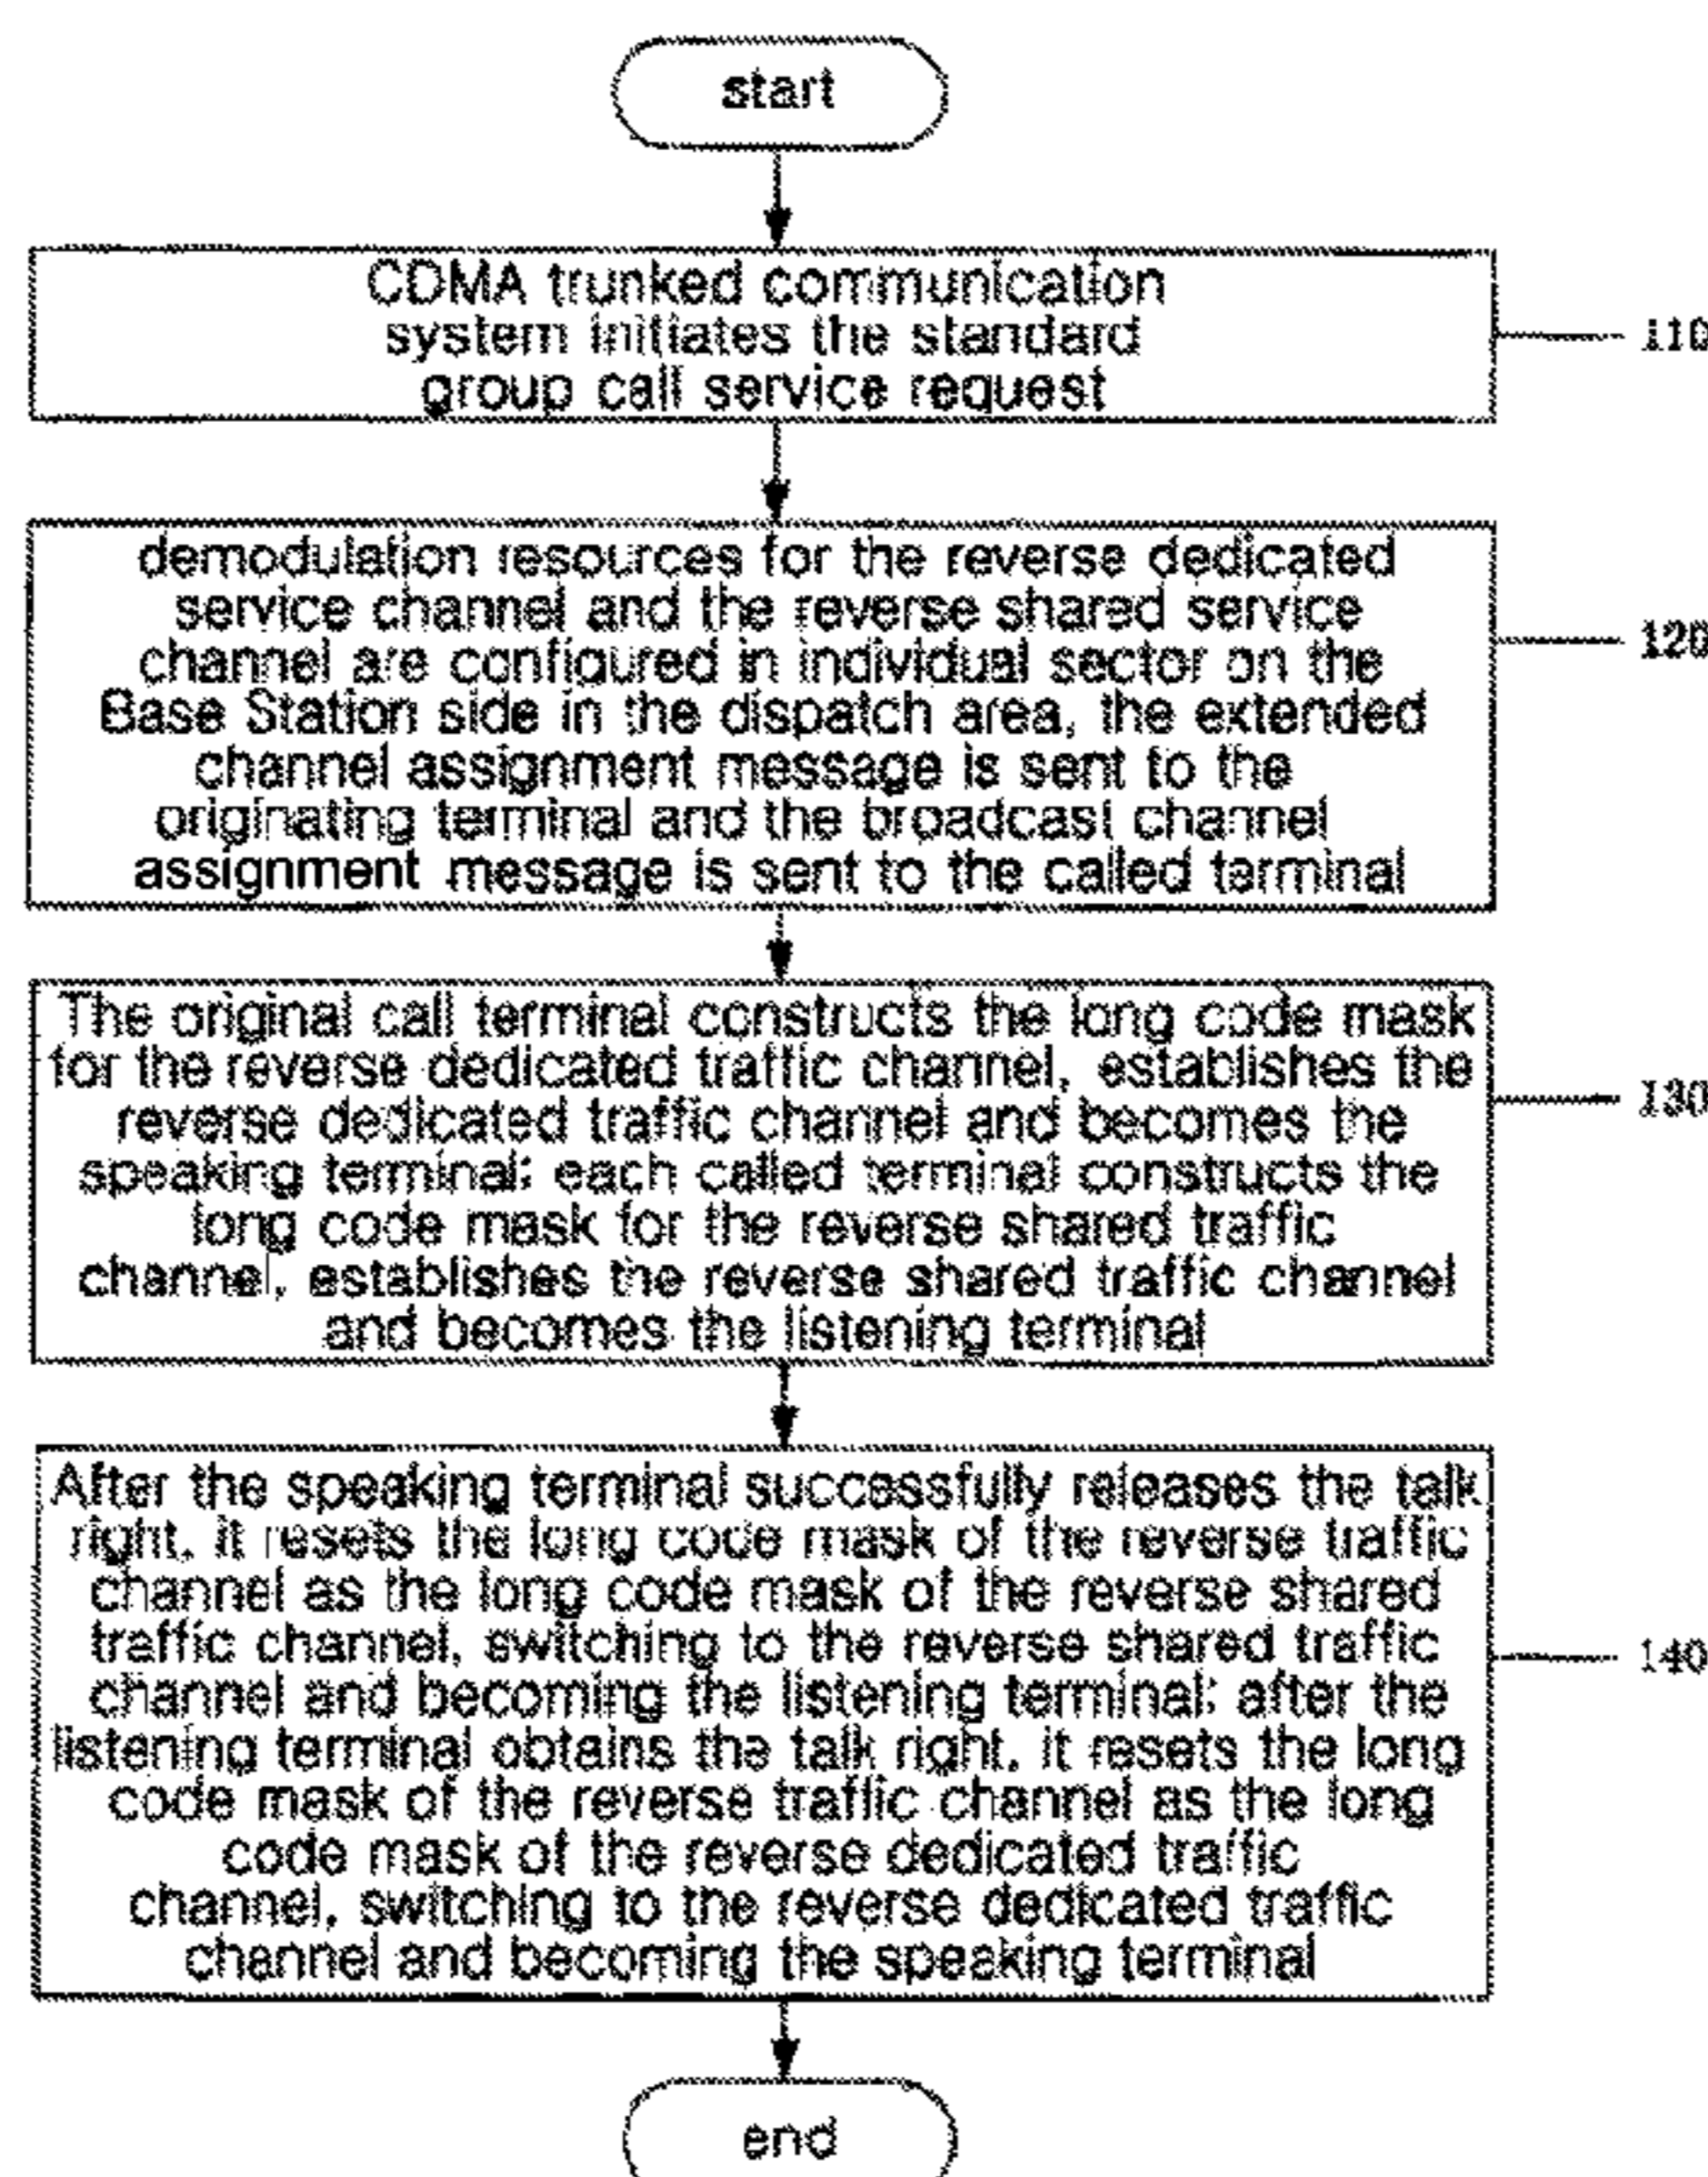 start
CDMA trunked communication
system initiates the standard
group call service request
110
demodulation resources for the reverse dedicated
service channel and the reverse shared service
channel are configured in individual sector on the
Base Station side in the dispatch area, the extended
channel assignment message is sent to the
originating terminal and the broadcast channel
assignment message is sent to the called terminal
120
The original call terminal constructs the long code mask
for the reverse dedicated traffic channel, establishes the
reverse dedicated traffic channel and becomes the
speaking terminal; each called terminal constructs the
long code mask for the reverse shared traffic
channel, establishes the reverse shared traffic channel
and becomes the listening terminal
130
After the speaking terminal successfully releases the talk
right, it resets the long code mask of the reverse traffic
channel as the long code mask of the reverse shared
traffic channel, switching to the reverse shared traffic
channel and becoming the listening terminal; after the
listening terminal obtains the talk right, it resets the long
code mask of the reverse traffic channel as the long
code mask of the reverse dedicated traffic
channel, switching to the reverse dedicated traffic
channel and becoming the speaking terminal
140
end